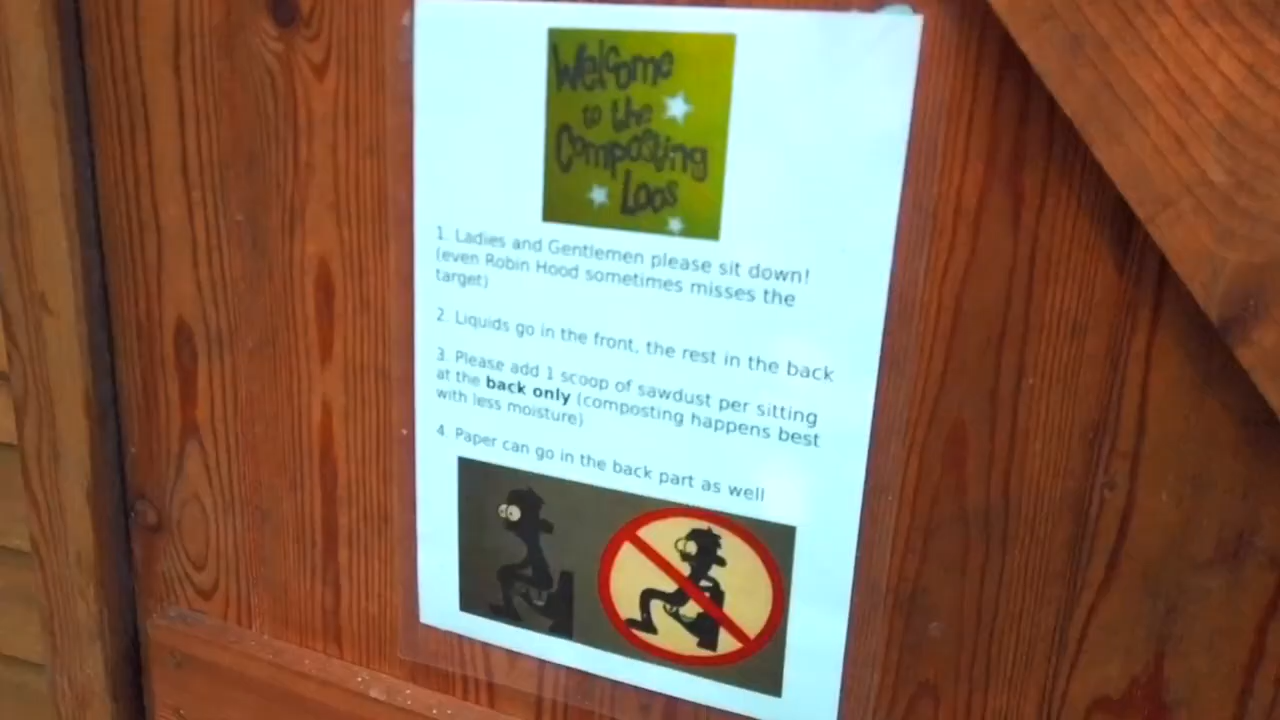 Welcome
to the
Composting
Loos
1. Ladies and Gentlemen please sit down!
(even Robin Hood sometimes misses the
target)
2. Liquids go in the front, the rest in the back
3. Please add 1 scoop of sawdust per sitting
at the back only (composting happens best
with less moisture)
4. Paper can go in the back part as well